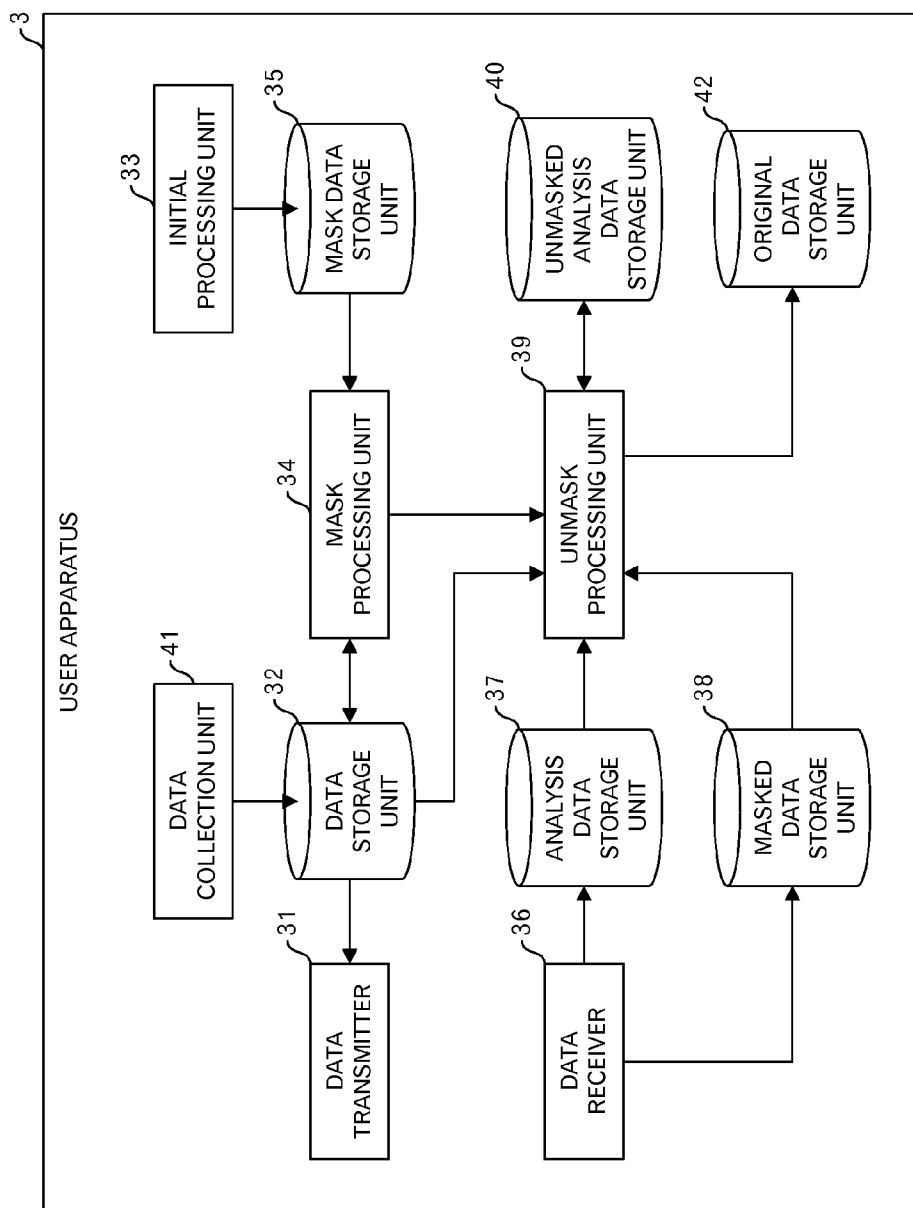 3
USER APPARATUS
41
DATA
COLLECTION UNIT
33
INITIAL
PROCESSING UNIT
31
DATA
TRANSMITTER
32
DATA
STORAGE
UNIT
34
MASK
PROCESSING UNIT
35
MASK DATA
STORAGE
UNIT
36
DATA
RECEIVER
37
ANALYSIS
DATA
STORAGE
UNIT
39
UNMASK
PROCESSING UNIT
40
UNMASKED
ANALYSIS
DATA
STORAGE UNIT
38
MASKED
DATA
STORAGE
UNIT
42
ORIGINAL
DATA
STORAGE
UNIT